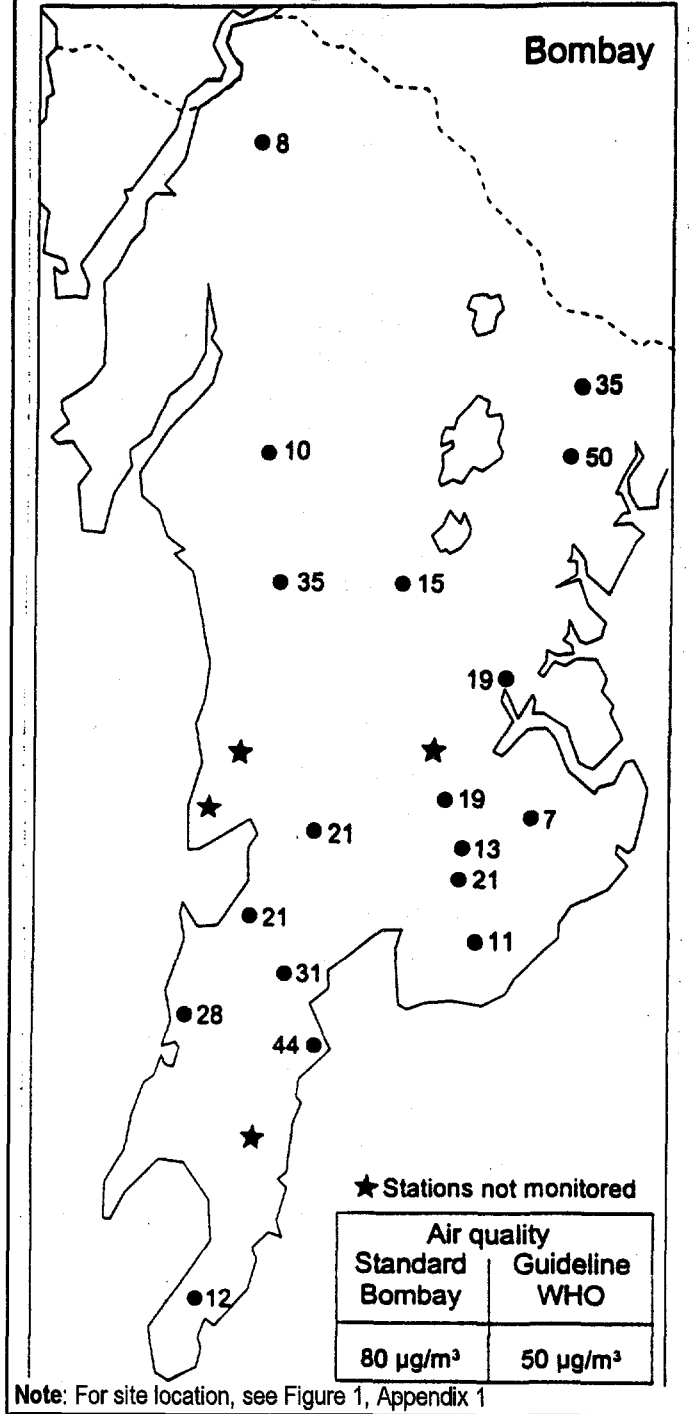 Bombay
8
35
10
50
35
15
19
19
7
21
13
21
21
11
31
28
44
★ Stations not monitored
12
Air quality
Standard Guideline
Bombay WHO
80 µg/m³ 50 µg/m³
Note: For site location, see Figure 1, Appendix 1